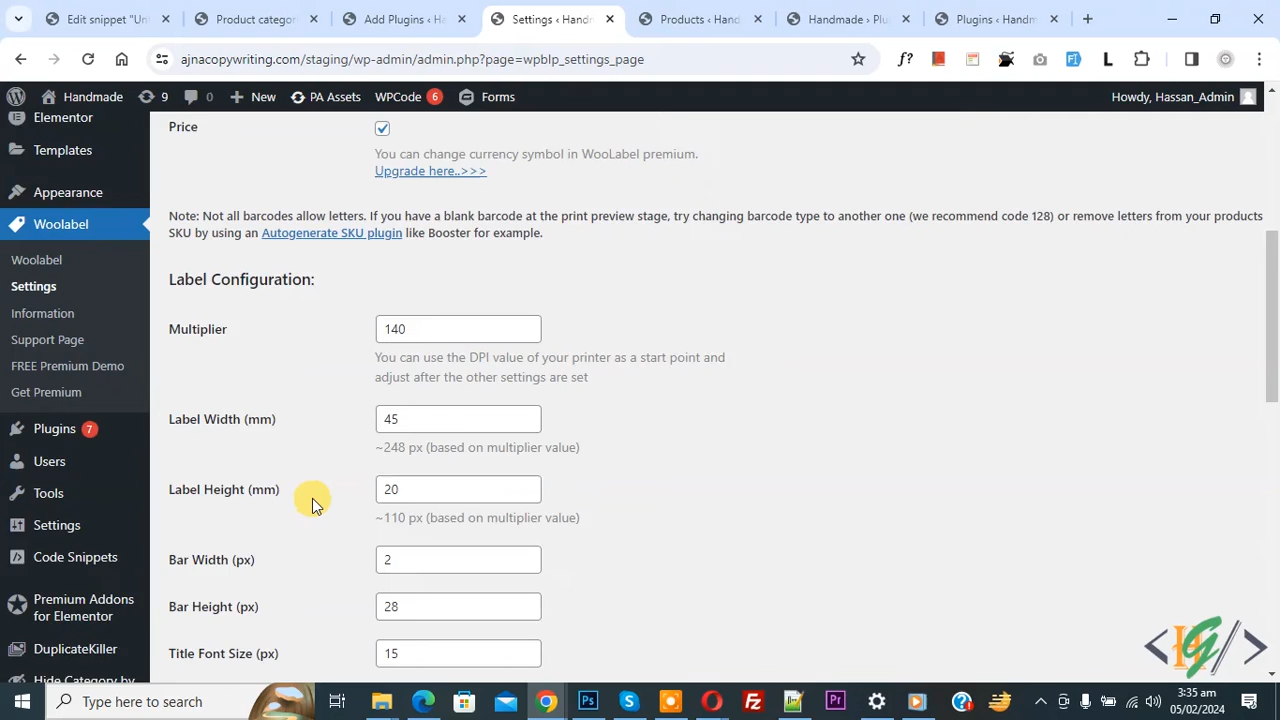 Edit snippet "Un
Product categor
Add Plugins ‹ H
Settings ‹ Hand
Products ‹ Hand
Handmade › Plu
Plugins ‹ Handm
ajnacopywriting.com/staging/wp-admin/admin.php?page=wpblp_settings_page
Handmade
9
0
New
PA Assets
WPCode 6
Forms
Howdy, Hassan_Admin
Elementor
Templates
Appearance
Woolabel
Woolabel
Settings
Information
Support Page
FREE Premium Demo
Get Premium
Plugins 7
Users
Tools
Settings
Code Snippets
Premium Addons
for Elementor
DuplicateKiller
Hide Category by
Price
You can change currency symbol in WooLabel premium.
Upgrade here..>>>
Note: Not all barcodes allow letters. If you have a blank barcode at the print preview stage, try changing barcode type to another one (we recommend code 128) or remove letters from your products
SKU by using an Autogenerate SKU plugin like Booster for example.
Label Configuration:
Multiplier
140
You can use the DPI value of your printer as a start point and
adjust after the other settings are set
Label Width (mm)
45
~248 px (based on multiplier value)
Label Height (mm)
20
~110 px (based on multiplier value)
Bar Width (px)
2
Bar Height (px)
28
Title Font Size (px)
15
Type here to search
3:35 am
05/02/2024